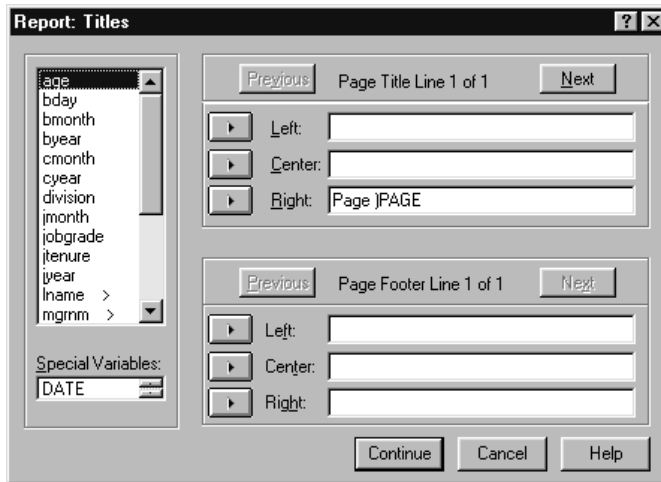 Report: Titles
age
bday
bmonth
byear
cmonth
cyear
division
jmonth
jobgrade
jtenure
jyear
lname >
mgrnm >
Special Variables:
DATE
Previous Page Title Line 1 of 1 Next
Left:
Center:
Right: Page )PAGE
Previous Page Footer Line 1 of 1 Next
Left:
Center:
Right:
Continue Cancel Help